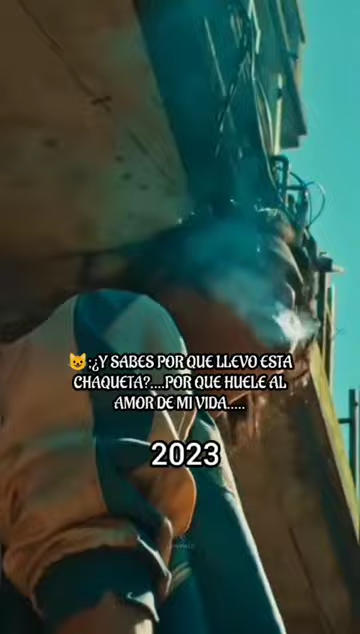 😺:¿Y SABES POR QUE LLEVO ESTA
CHAQUETA?....POR QUE HUELE AL
AMOR DE MI VIDA.....
2023